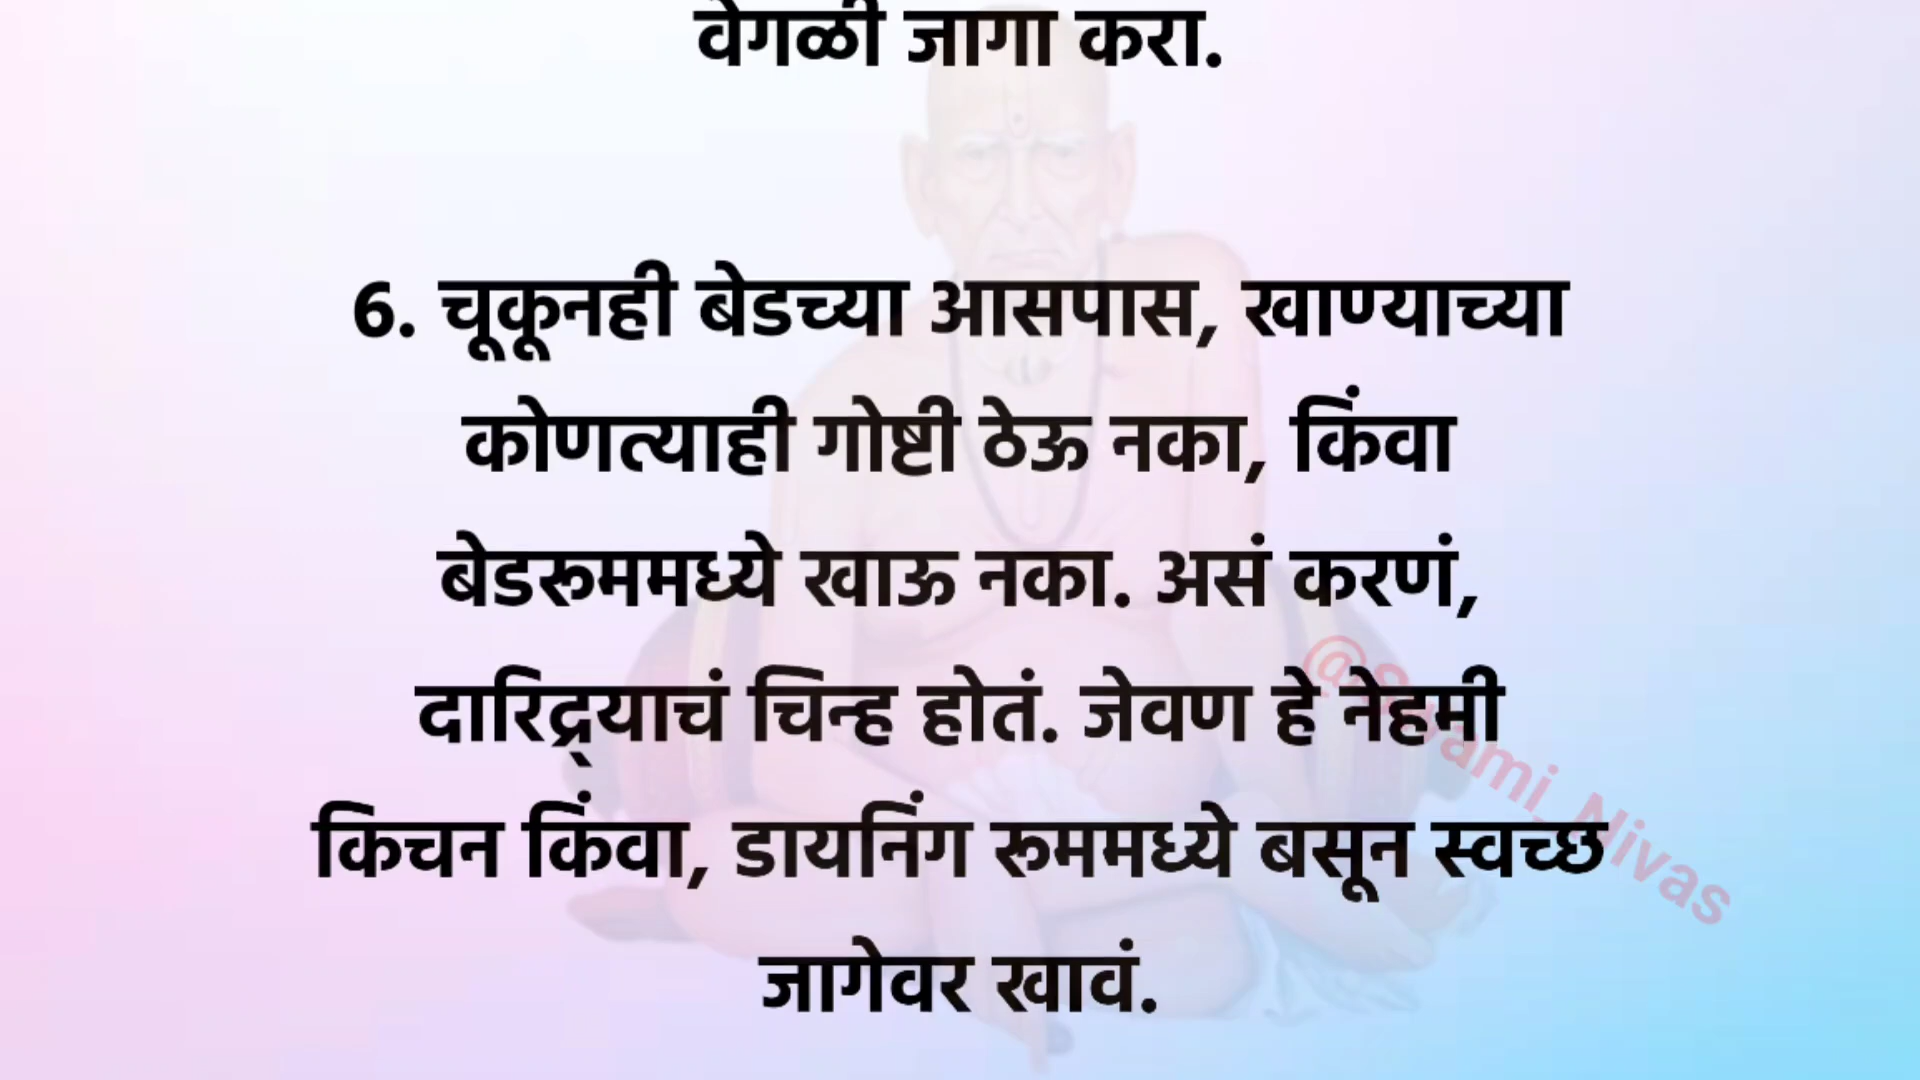 वेगळी जागा करा.
6. चूकूनही बेडच्या आसपास, खाण्याच्या
कोणत्याही गोष्टी ठेऊ नका, किंवा
बेडरूममध्ये खाऊ नका. असं करणं,
दारिद्र्याचं चिन्ह होतं. जेवण हे नेहमी
किचन किंवा, डायनिंग रूममध्ये बसून स्वच्छ
जागेवर खावं.
@Swami_Nivas